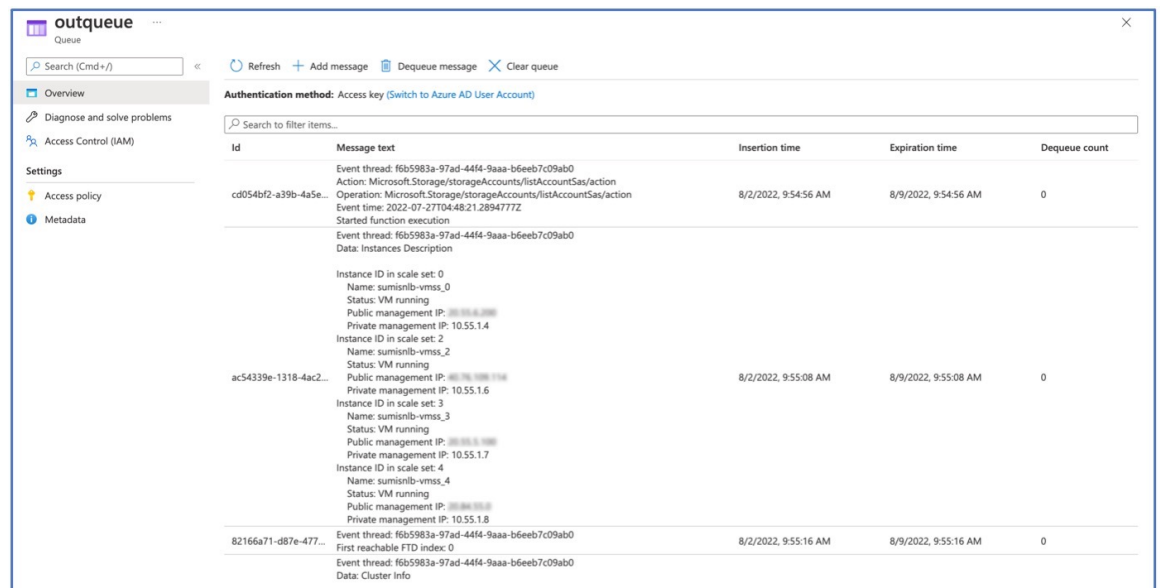 outqueue ...
Queue
Search (Cmd+/)
«
Overview
Diagnose and solve problems
Access Control (IAM)
Settings
Access policy
Metadata
Refresh Add message Dequeue message Clear queue
Authentication method: Access key (Switch to Azure AD User Account)
Search to filter items...
Id Message text Insertion time Expiration time Dequeue count
Event thread: f6b5983a-97ad-44f4-9aaa-b6eeb7c09ab0
Action: Microsoft.Storage/storageAccounts/listAccountSas/action
cd054bf2-a39b-4a5e... Operation: Microsoft.Storage/storageAccounts/listAccountSas/action 8/2/2022, 9:54:56 AM 8/9/2022, 9:54:56 AM 0
Event time: 2022-07-27T04:48:21.2894777Z
Started function execution
Event thread: f6b5983a-97ad-44f4-9aaa-b6eeb7c09ab0
Data: Instances Description
Instance ID in scale set: 0
Name: sumisnlb-vmss_0
Status: VM running
Public management IP:
Private management IP: 10.55.1.4
Instance ID in scale set: 2
Name: sumisnlb-vmss_2
Status: VM running
ac54339e-1318-4ac2... Public management IP: 8/2/2022, 9:55:08 AM 8/9/2022, 9:55:08 AM 0
Private management IP: 10.55.1.6
Instance ID in scale set: 3
Name: sumisnlb-vmss_3
Status: VM running
Public management IP:
Private management IP: 10.55.1.7
Instance ID in scale set: 4
Name: sumisnlb-vmss_4
Status: VM running
Public management IP:
Private management IP: 10.55.1.8
Event thread: f6b5983a-97ad-44f4-9aaa-b6eeb7c09ab0
82166a71-d87e-477... First reachable FTD index: 0 8/2/2022, 9:55:16 AM 8/9/2022, 9:55:16 AM 0
Event thread: f6b5983a-97ad-44f4-9aaa-b6eeb7c09ab0
Data: Cluster Info